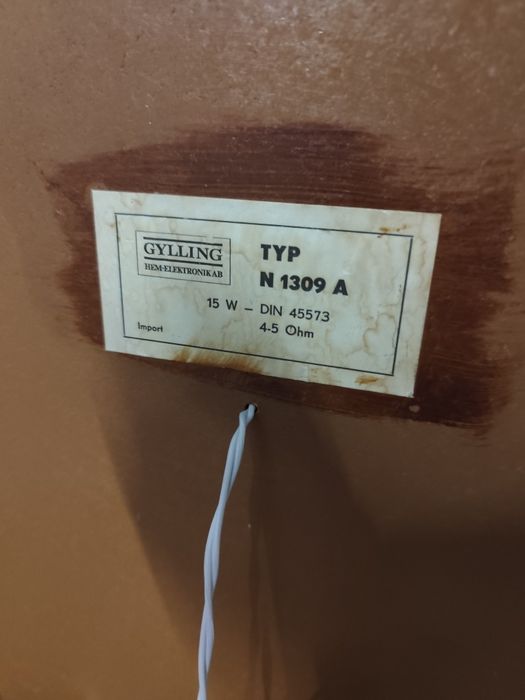 GYLLING
HEM-ELEKTRONIK AB
TYP
N 1309 A
15 W – DIN 45573
4-5 Ohm
Import